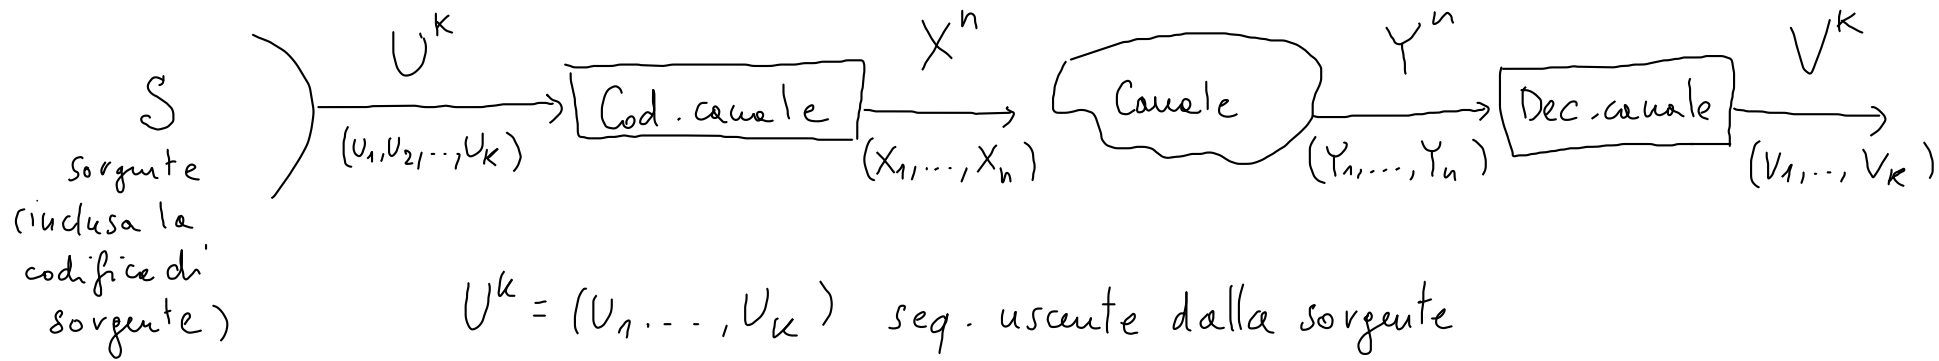 U^k X^n Y^n V^k
S Cod. canale Canale Dec. canale
(U_1, U_2, ..., U_k) (X_1, ..., X_n) (Y_1, ..., Y_n) (V_1, .., V_k)
sorgente
(inclusa la
codifica di
sorgente)
U^k = (U_1 ..., U_k) seq. uscente dalla sorgente